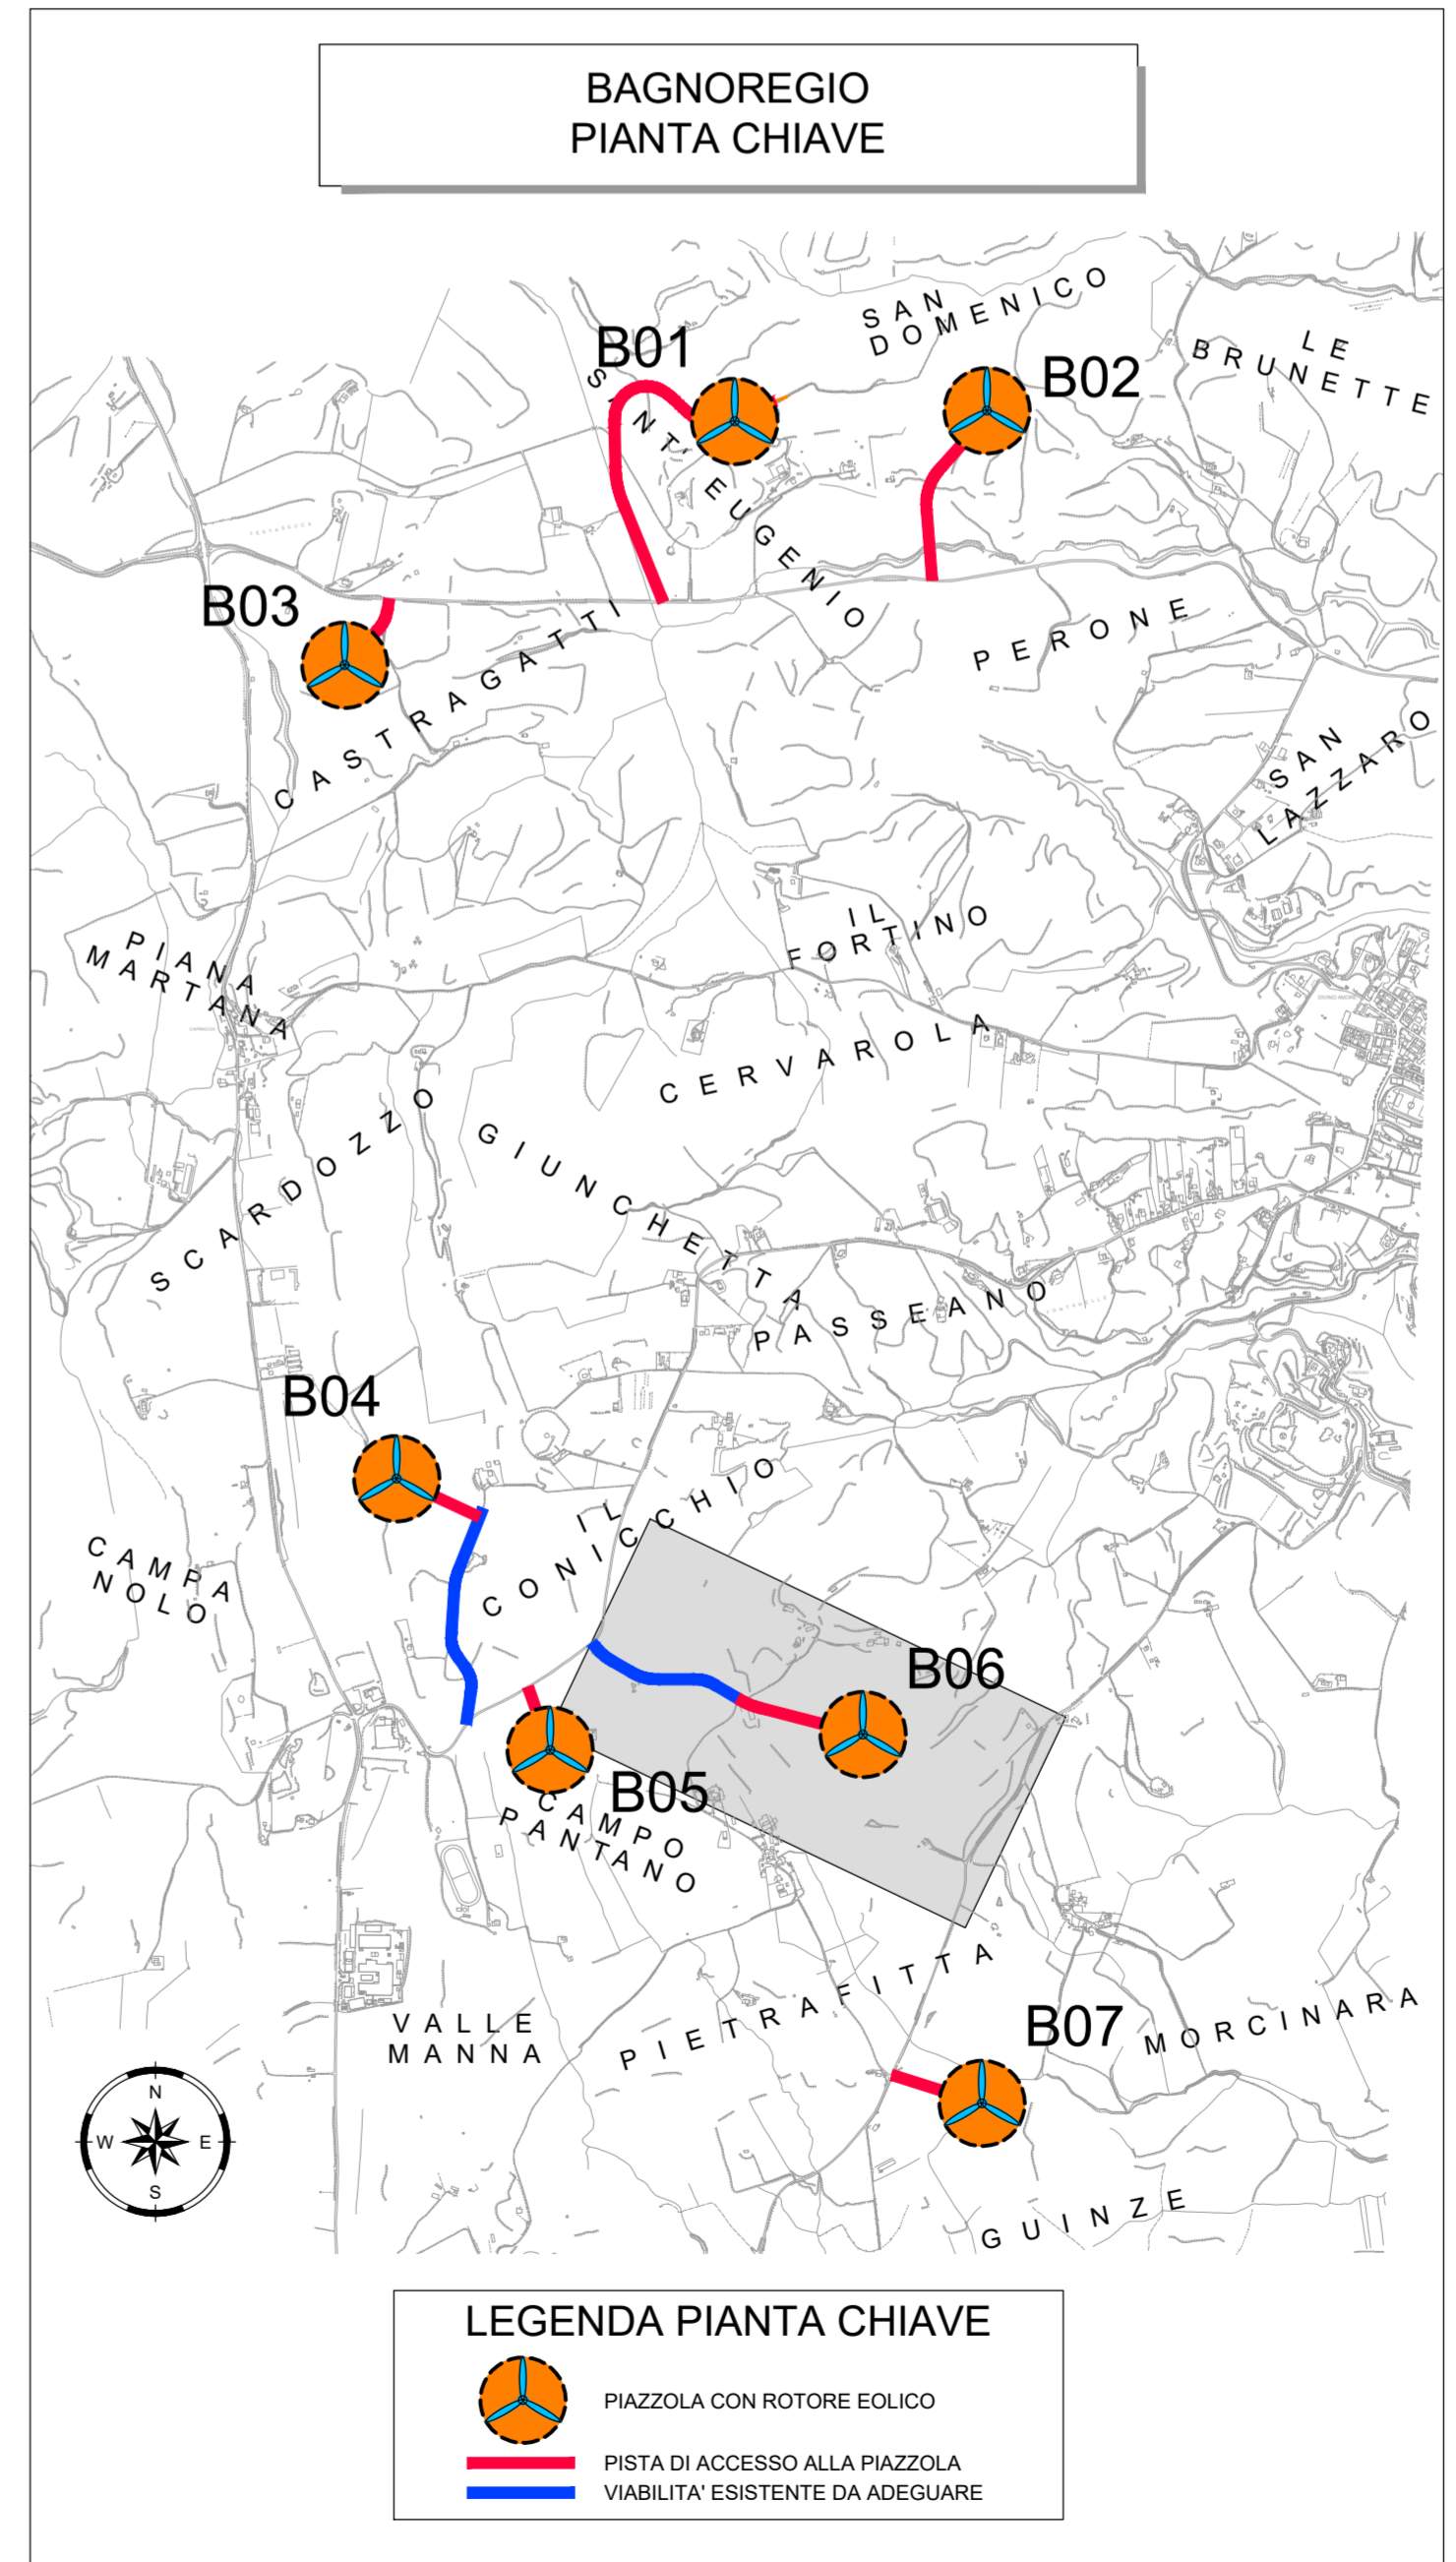 BAGNOREGIO
PIANTA CHIAVE
SAN
DOMENICO
LE
BRUNETTE
B01
B02
SANT' EUGENIO
TESTASECCA
B03
CASTRAGATTI
PERONE
SAN
LAZZARO
IL
FORTINO
PIANA
MARTANA
CERVAROLA
SCARDOZZO
GIUNCHETTA
PASSEANO
B04
IL
CONICCHIO
CAMPA
NOLO
B06
B05
CAMPO
PANTANO
PIETRAFITTA
VALLE
MANNA
B07
MORCINARA
N
W
E
S
GUINZE
LEGENDA PIANTA CHIAVE
PIAZZOLA CON ROTORE EOLICO
PISTA DI ACCESSO ALLA PIAZZOLA
VIABILITA' ESISTENTE DA ADEGUARE